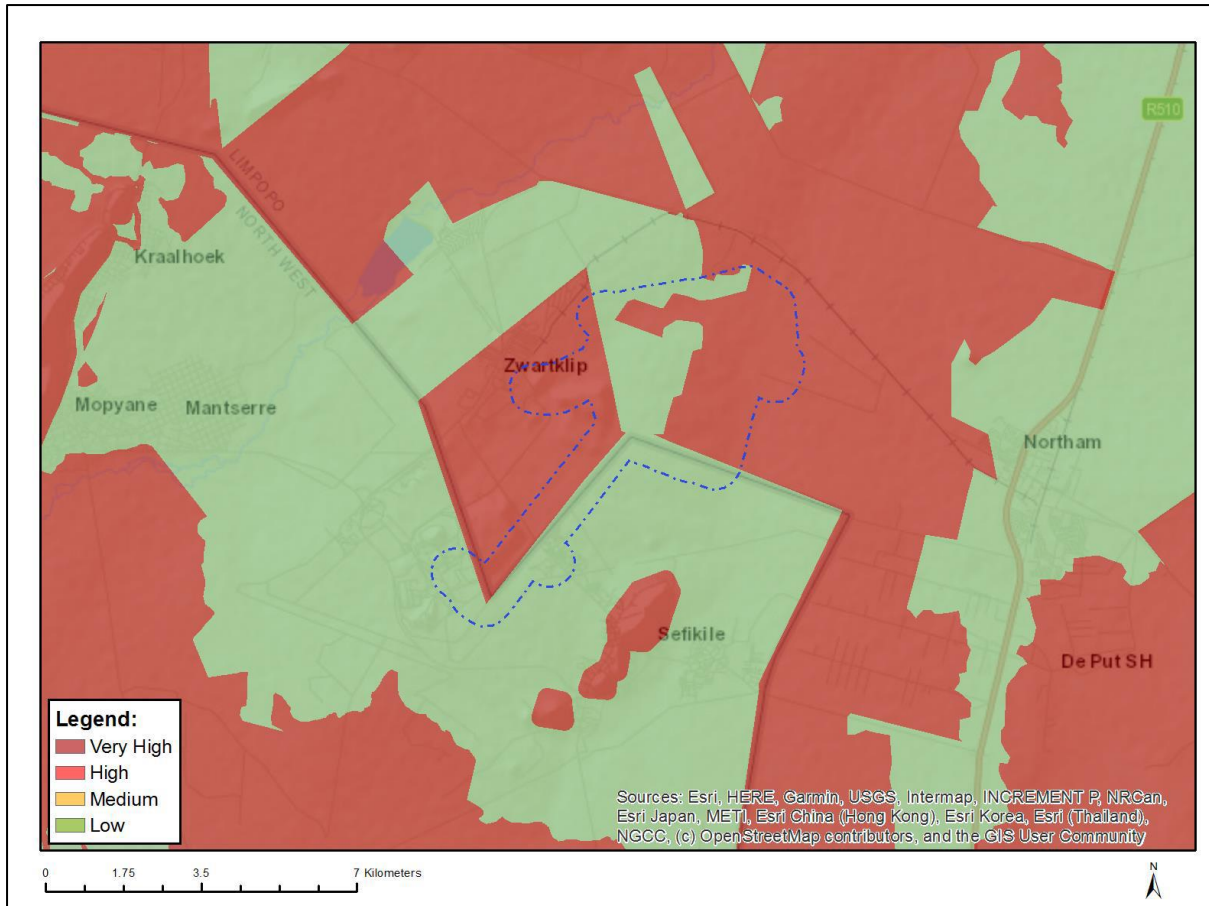 R510
LIMPOPO
NORTH WEST
Kraalhoek
Zwartklip
Mopyane
Mantserre
Northam
Sefikile
De Put SH
Legend:
Very High
High
Medium
Low
Sources: Esri, HERE, Garmin, USGS, Intermap, INCREMENT P, NRCan,
Esri Japan, METI, Esri China (Hong Kong), Esri Korea, Esri (Thailand),
NGCC, (c) OpenStreetMap contributors, and the GIS User Community
0 1.75 3.5 7 Kilometers
N